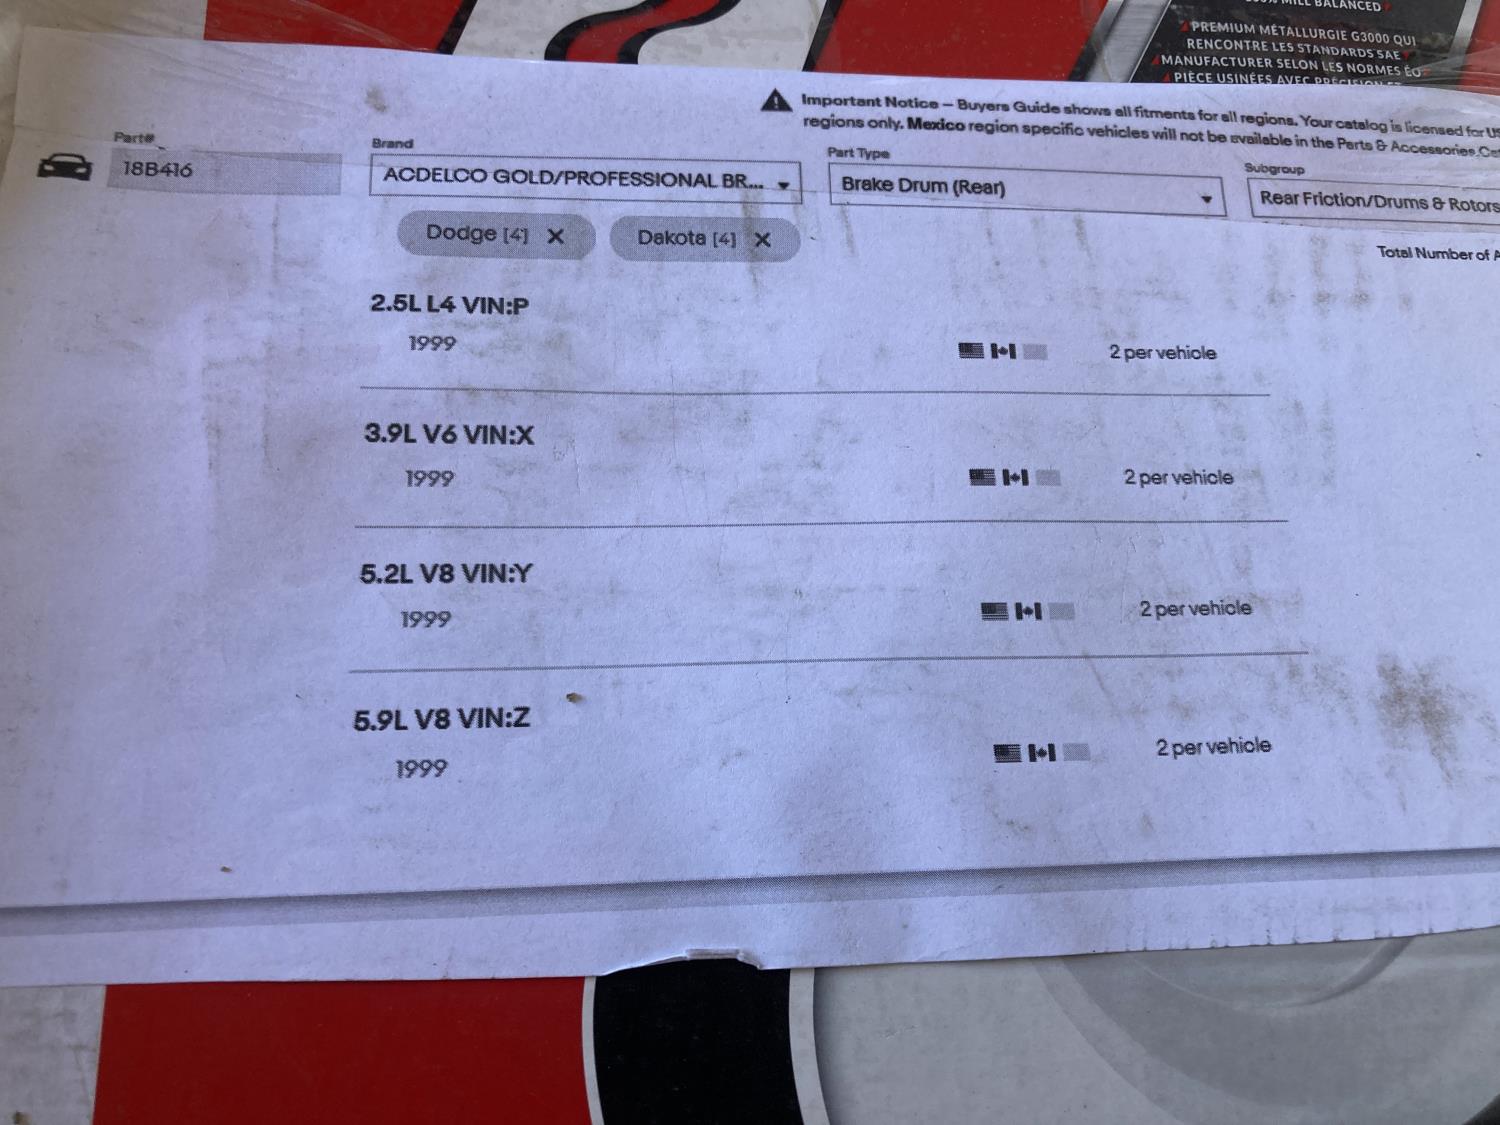 MILL BALANCED
PREMIUM MÉTALLURGIE G3000 QUI
RENCONTRE LES STANDARDS SAE
MANUFACTURER SELON LES NORMES ÉO
PIÈCE USINÉES AVEC PRÉCISION ET
Important Notice – Buyers Guide shows all fitments for all regions. Your catalog is licensed for US
regions only. Mexico region specific vehicles will not be available in the Parts & Accessories
Part#
18B416
Brand
ACDELCO GOLD/PROFESSIONAL BR...
Part Type
Brake Drum (Rear)
Subgroup
Rear Friction/Drums & Rotors
Dodge [4] X
Dakota [4] X
Total Number of A
2.5L L4 VIN:P
1999
2 per vehicle
3.9L V6 VIN:X
1999
2 per vehicle
5.2L V8 VIN:Y
1999
2 per vehicle
5.9L V8 VIN:Z
1999
2 per vehicle